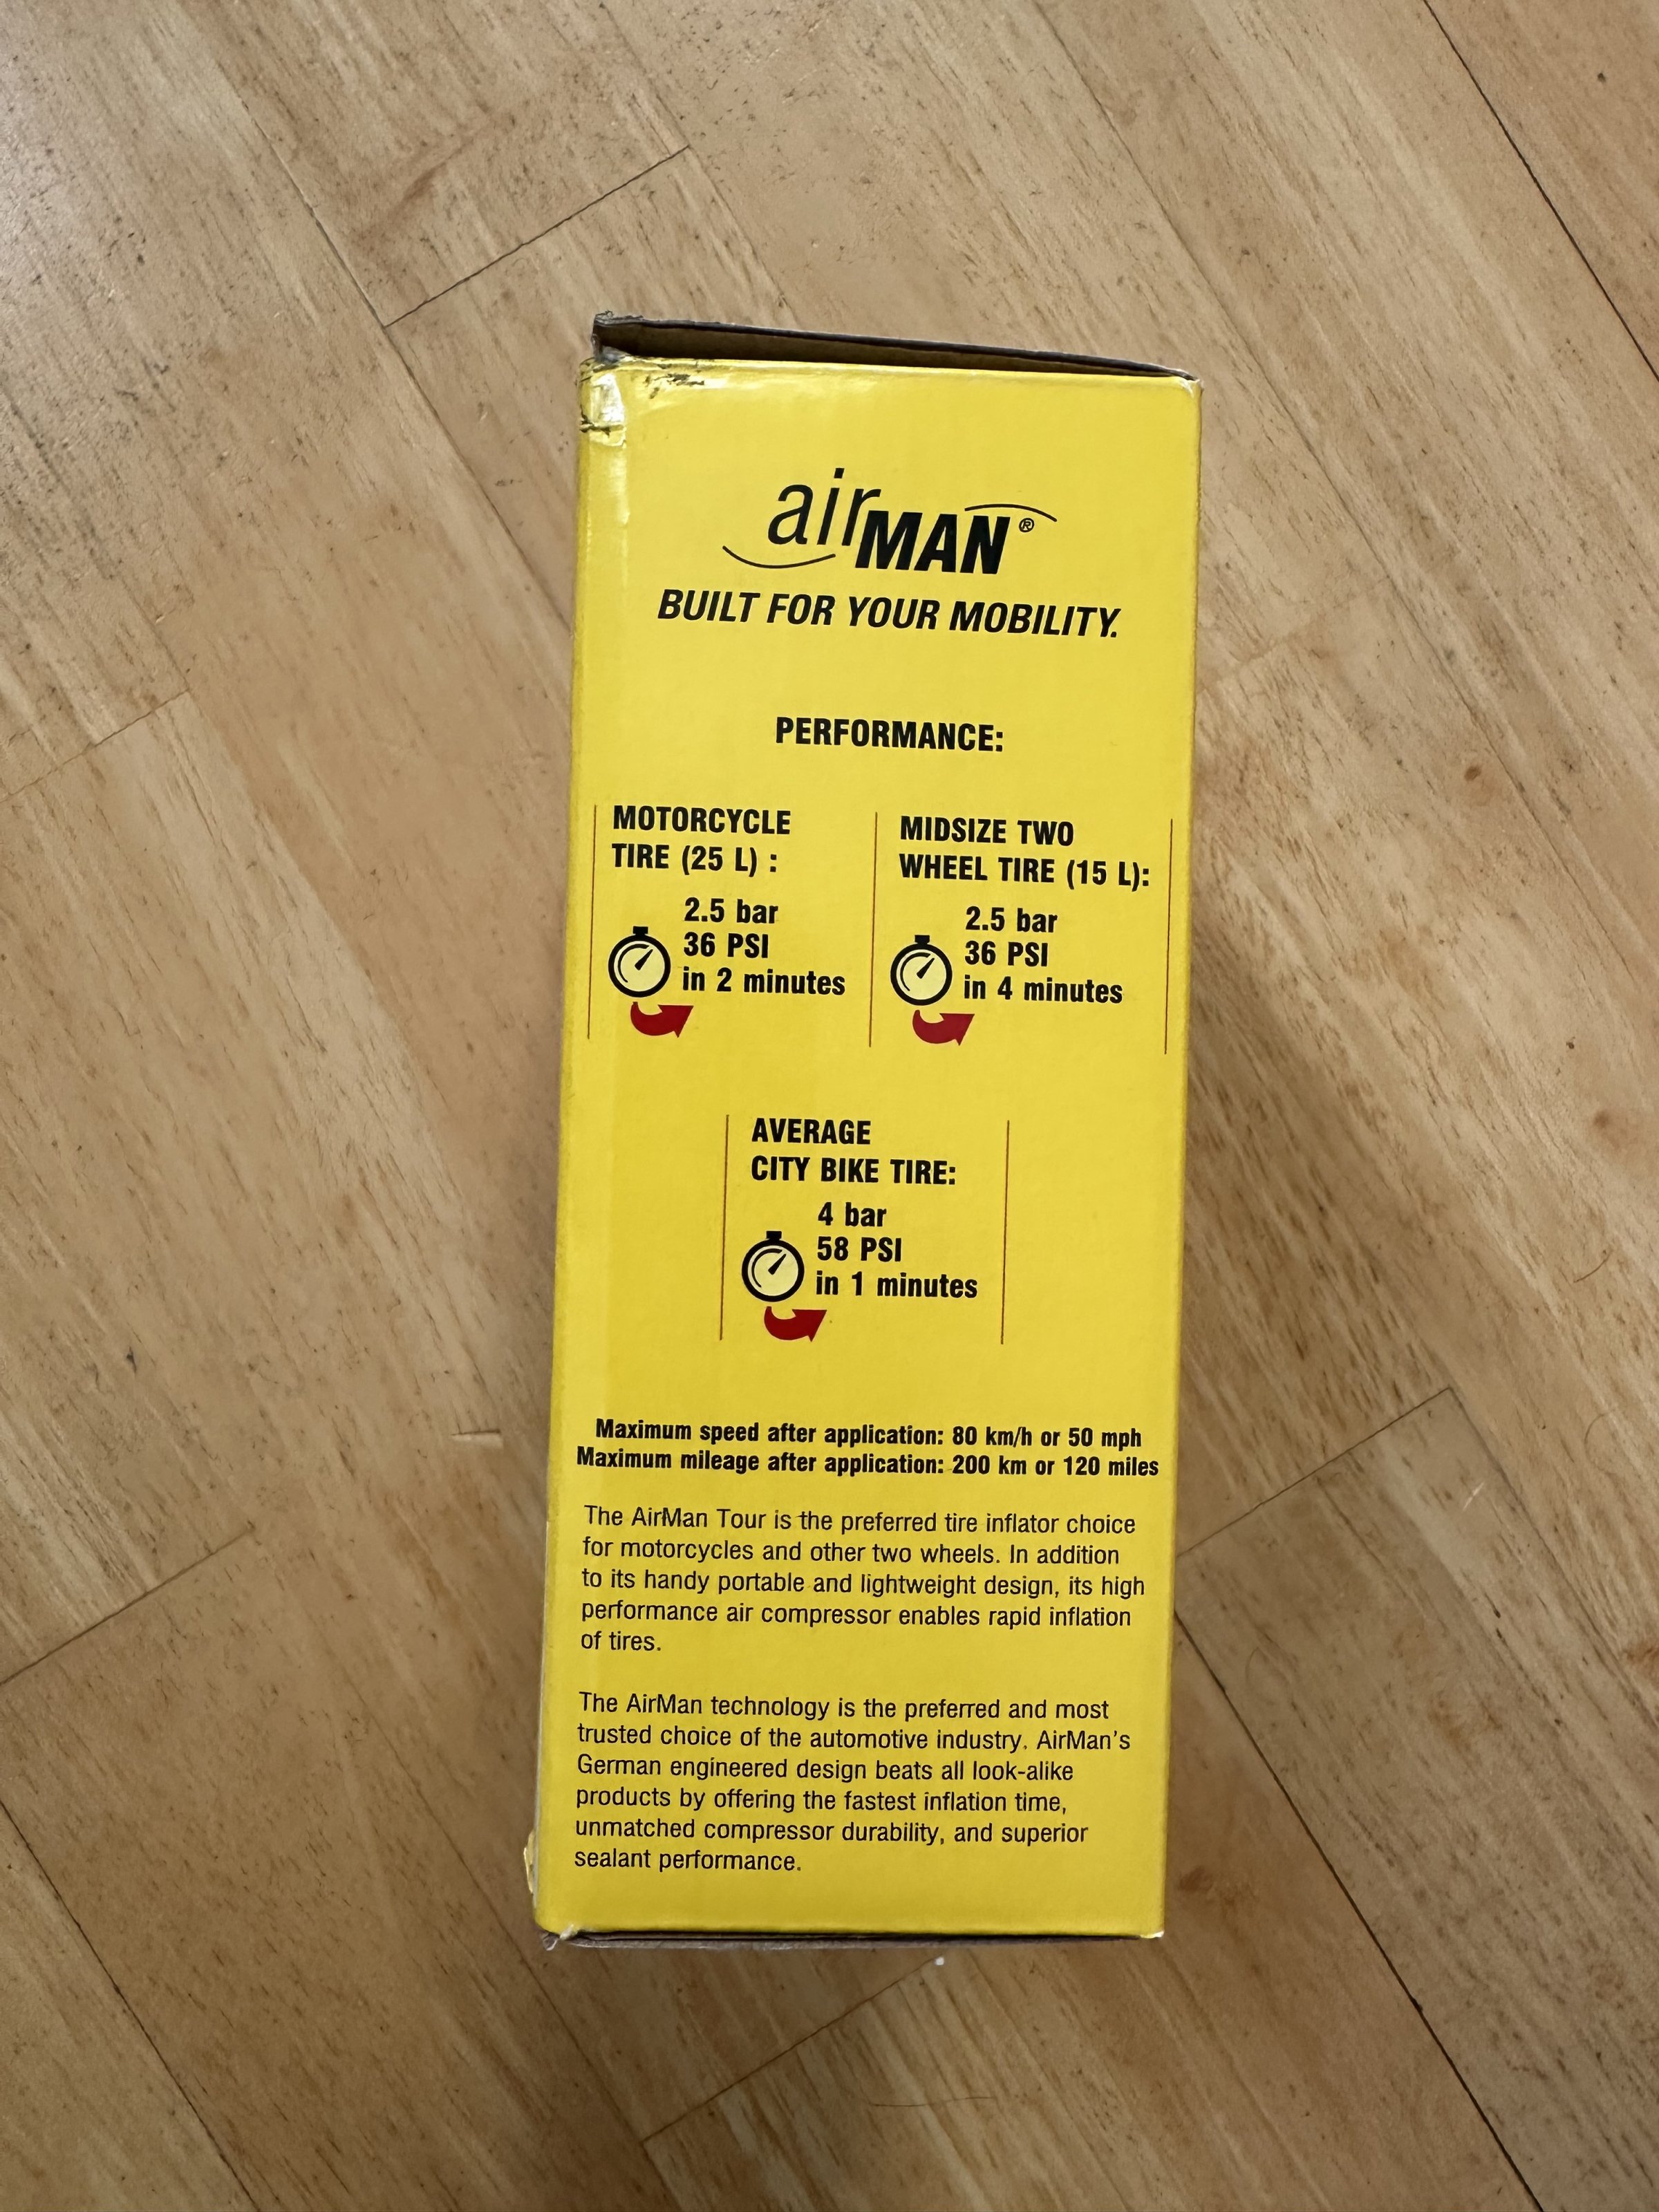 airMAN®
BUILT FOR YOUR MOBILITY.
PERFORMANCE:
MOTORCYCLE
TIRE (25 L) :
2.5 bar
36 PSI
in 2 minutes
MIDSIZE TWO
WHEEL TIRE (15 L):
2.5 bar
36 PSI
in 4 minutes
AVERAGE
CITY BIKE TIRE:
4 bar
58 PSI
in 1 minutes
Maximum speed after application: 80 km/h or 50 mph
Maximum mileage after application: 200 km or 120 miles
The AirMan Tour is the preferred tire inflator choice
for motorcycles and other two wheels. In addition
to its handy portable and lightweight design, its high
performance air compressor enables rapid inflation
of tires.
The AirMan technology is the preferred and most
trusted choice of the automotive industry. AirMan's
German engineered design beats all look-alike
products by offering the fastest inflation time,
unmatched compressor durability, and superior
sealant performance.